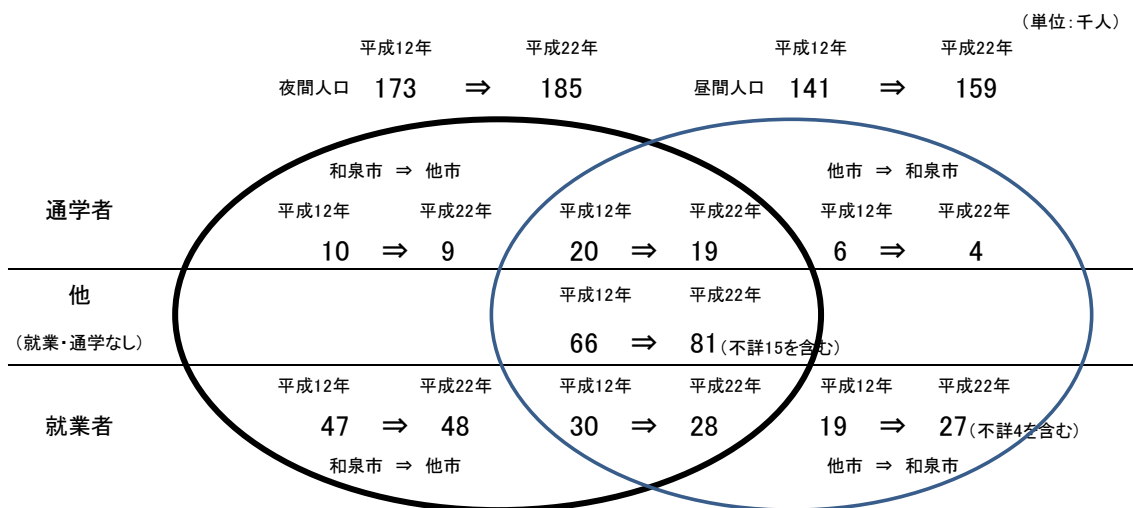 （単位：千人）
平成12年 平成22年 平成12年 平成22年
夜間人口 173 ⇒ 185 昼間人口 141 ⇒ 159
和泉市 ⇒ 他市 他市 ⇒ 和泉市
通学者 平成12年 平成22年 平成12年 平成22年 平成12年 平成22年
10 ⇒ 9 20 ⇒ 19 6 ⇒ 4
他 平成12年 平成22年
（就業・通学なし） 66 ⇒ 81（不詳15を含む）
平成12年 平成22年 平成12年 平成22年 平成12年 平成22年
就業者 47 ⇒ 48 30 ⇒ 28 19 ⇒ 27（不詳4を含む）
和泉市 ⇒ 他市 他市 ⇒ 和泉市